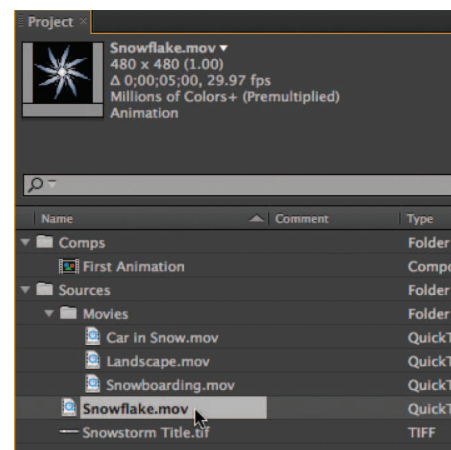 Project ×
Snowflake.mov ▾
480 x 480 (1.00)
Δ 0;00;05;00, 29.97 fps
Millions of Colors+ (Premultiplied)
Animation
Name Comment Type
Comps Folder
First Animation Compo
Sources Folder
Movies Folder
Car in Snow.mov QuickT
Landscape.mov QuickT
Snowboarding.mov QuickT
Snowflake.mov QuickT
Snowstorm Title.tif TIFF